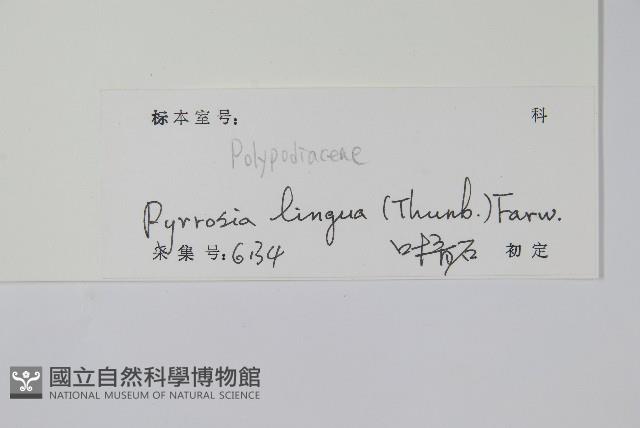 标本室号: 科
Polypodiaceae
Pyrrosia lingua (Thunb.) Farw.
采集号: 6134 初定
國立自然科學博物館
NATIONAL MUSEUM OF NATURAL SCIENCE